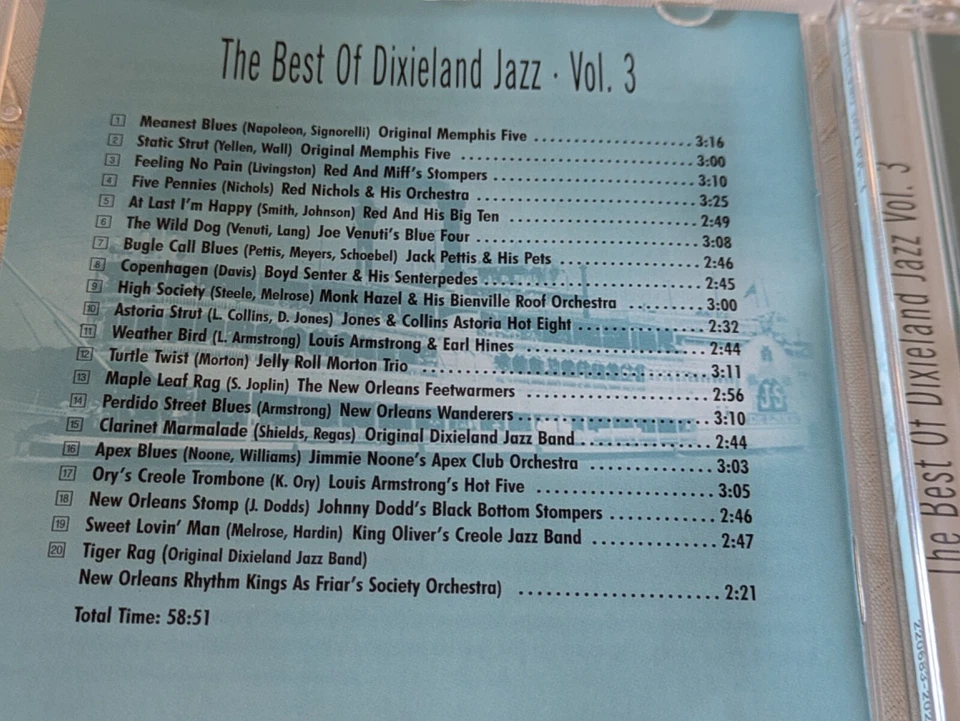 The Best Of Dixieland Jazz · Vol. 3
1 Meanest Blues (Napoleon, Signorelli) Original Memphis Five 3:16
2 Static Strut (Yellen, Wall) Original Memphis Five 3:00
3 Feeling No Pain (Livingston) Red And Miff's Stompers 3:10
4 Five Pennies (Nichols) Red Nichols & His Orchestra 3:25
5 At Last I'm Happy (Smith, Johnson) Red And His Big Ten 2:49
6 The Wild Dog (Venuti, Lang) Joe Venuti's Blue Four 3:08
7 Bugle Call Blues (Pettis, Meyers, Schoebel) Jack Pettis & His Pets 2:46
8 Copenhagen (Davis) Boyd Senter & His Senterpedes 2:45
9 High Society (Steele, Melrose) Monk Hazel & His Bienville Roof Orchestra 3:00
10 Astoria Strut (L. Collins, D. Jones) Jones & Collins Astoria Hot Eight 2:32
11 Weather Bird (L. Armstrong) Louis Armstrong & Earl Hines 2:44
12 Turtle Twist (Morton) Jelly Roll Morton Trio 3:11
13 Maple Leaf Rag (S. Joplin) The New Orleans Feetwarmers 2:56
14 Perdido Street Blues (Armstrong) New Orleans Wanderers 3:10
15 Clarinet Marmalade (Shields, Regas) Original Dixieland Jazz Band 2:44
16 Apex Blues (Noone, Williams) Jimmie Noone's Apex Club Orchestra 3:03
17 Ory's Creole Trombone (K. Ory) Louis Armstrong's Hot Five 3:05
18 New Orleans Stomp (J. Dodds) Johnny Dodd's Black Bottom Stompers 2:46
19 Sweet Lovin' Man (Melrose, Hardin) King Oliver's Creole Jazz Band 2:47
20 Tiger Rag (Original Dixieland Jazz Band)
New Orleans Rhythm Kings As Friar's Society Orchestra) 2:21
Total Time: 58:51
The Best Of Dixieland Jazz Vol. 3